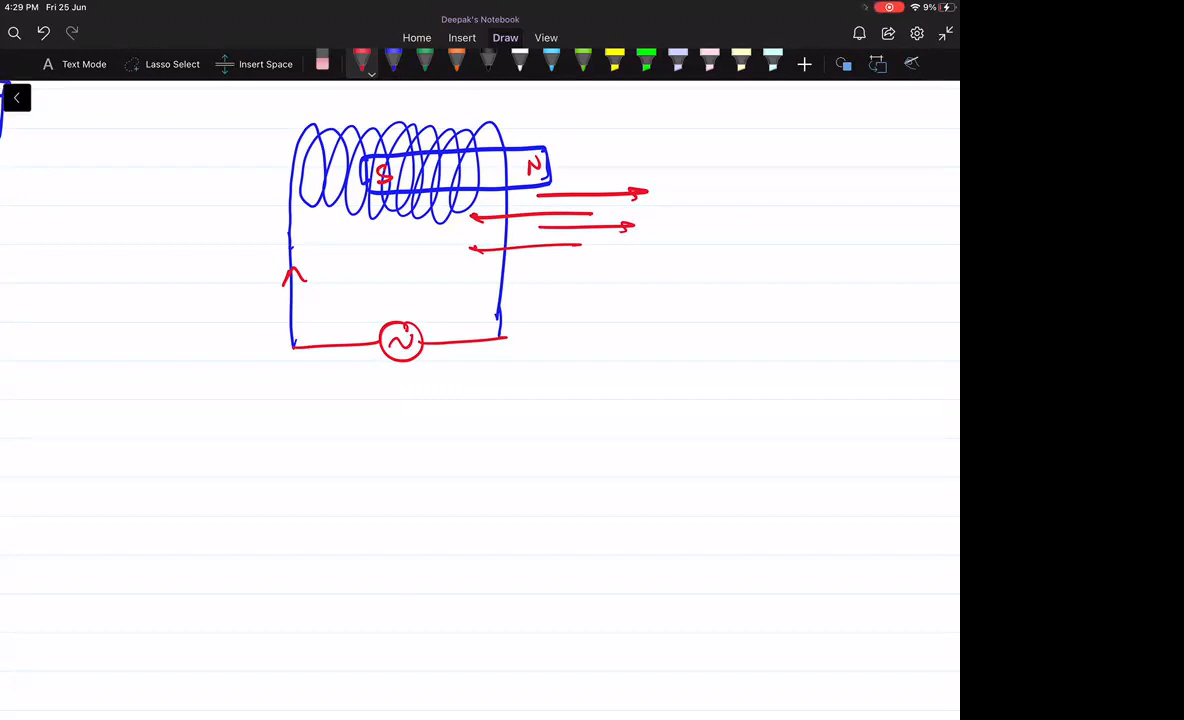 4:29 PM Fri 25 Jun
9%
Deepak's Notebook
Home Insert Draw View
A Text Mode Lasso Select Insert Space
S N